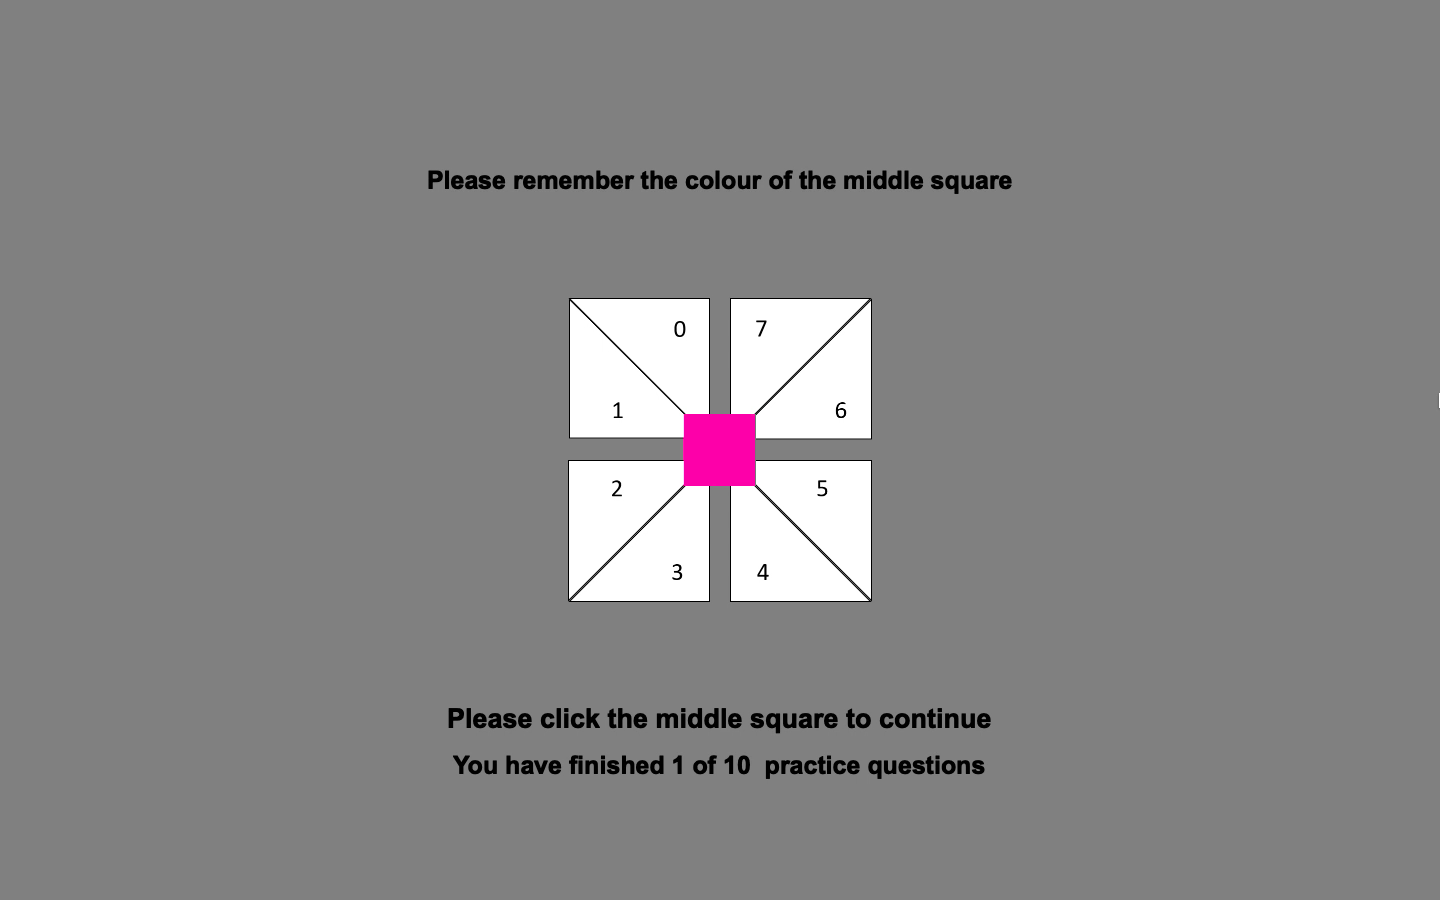 Please remember the colour of the middle square
0 7
1 6
2 5
3 4
Please click the middle square to continue
You have finished 1 of 10  practice questions